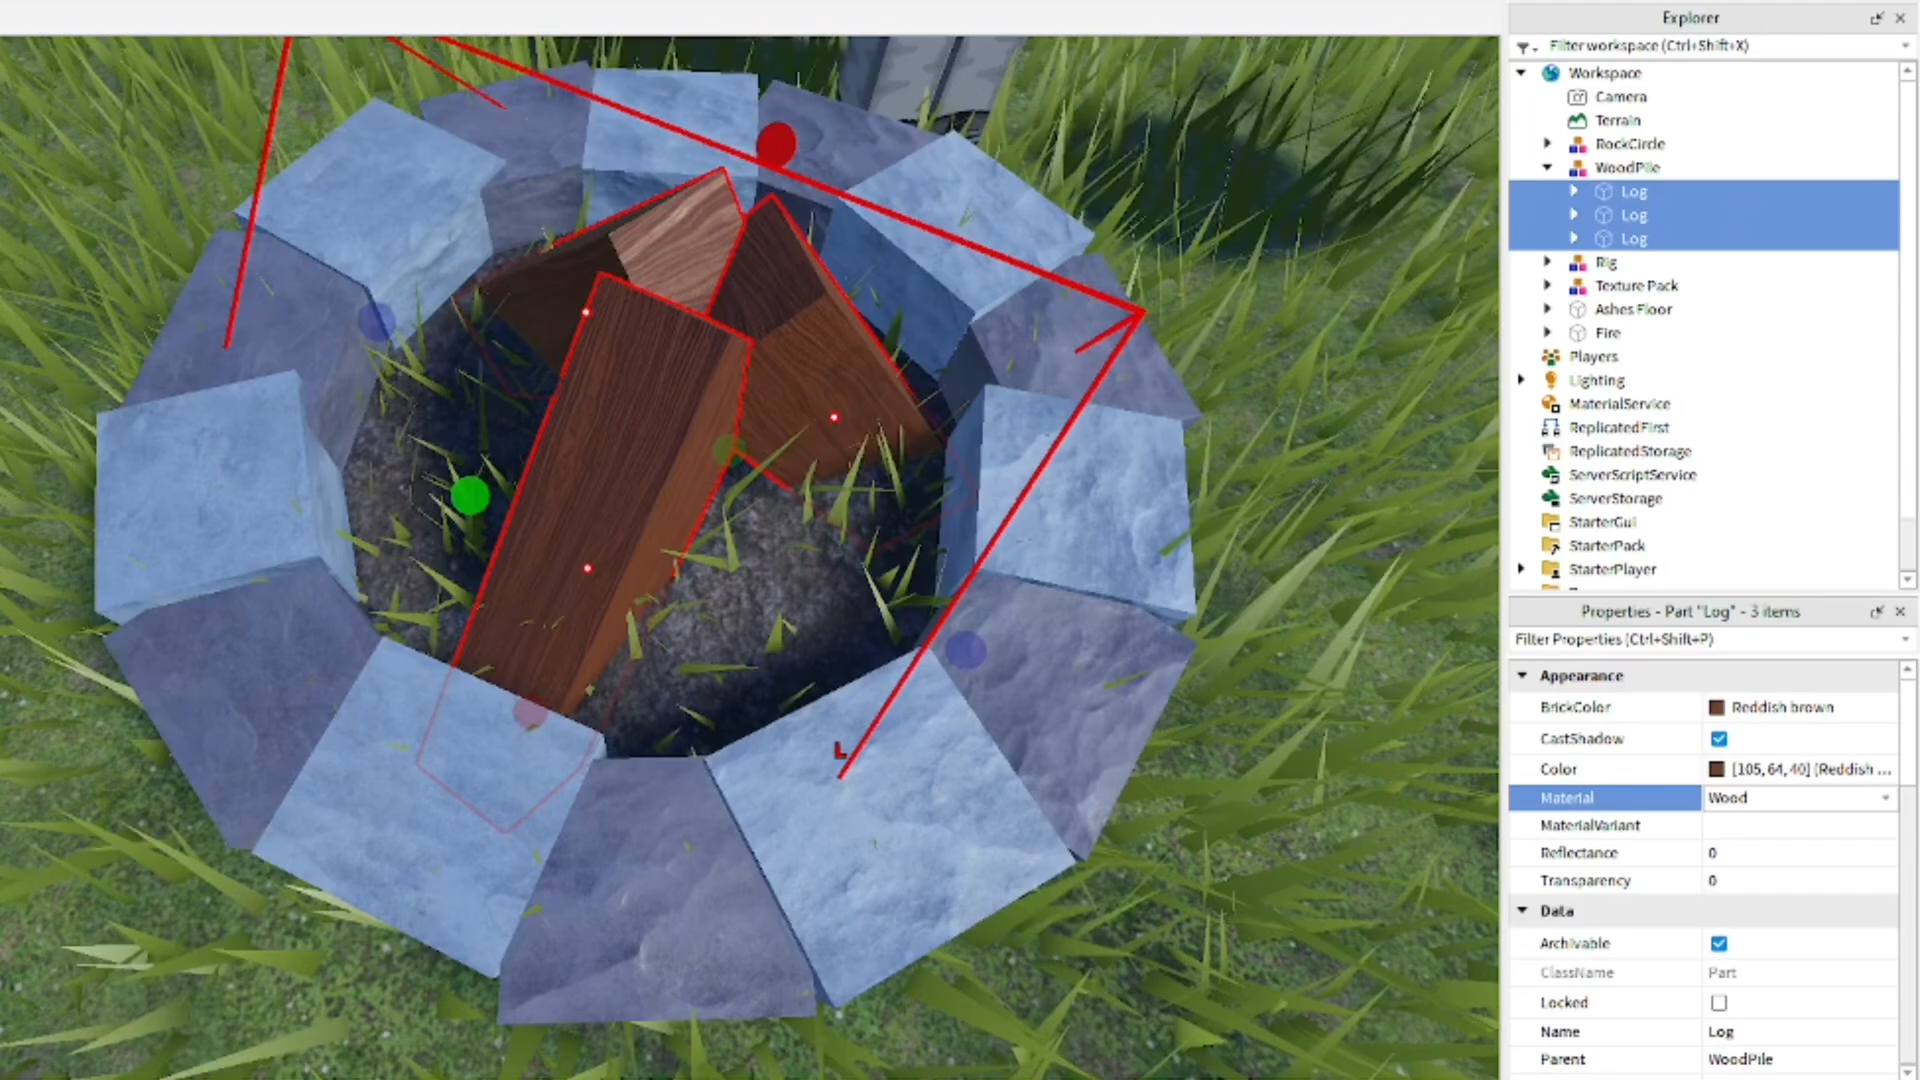 Explorer
Filter workspace (Ctrl+Shift+X)
Workspace
Camera
Terrain
RockCircle
WoodPile
Log
Log
Log
Rig
Texture Pack
Ashes Floor
Fire
Players
Lighting
MaterialService
ReplicatedFirst
ReplicatedStorage
ServerScriptService
ServerStorage
StarterGui
StarterPack
StarterPlayer
Properties - Part "Log" - 3 items
Filter Properties (Ctrl+Shift+P)
Appearance
BrickColor Reddish brown
CastShadow
Color [105, 64, 40] (Reddish ...
Material Wood
MaterialVariant
Reflectance 0
Transparency 0
Data
Archivable
ClassName Part
Locked
Name Log
Parent WoodPile
L